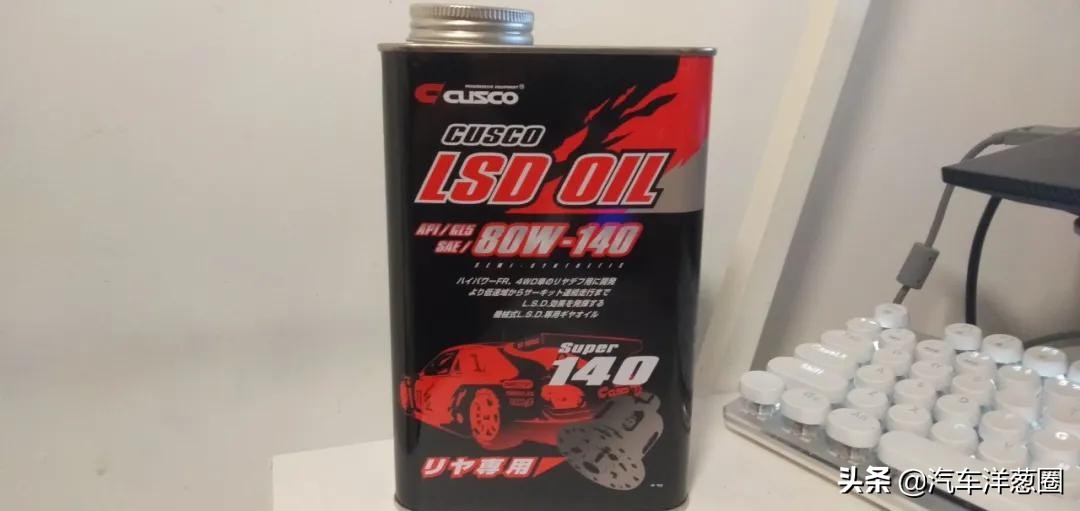 CUSCO
CUSCO
LSD OIL
API/GL5
SAE/ 80W-140
SEMI-SYNTHETIC
ハイパワーFR、4WD車のリヤデフ用に開発
より低速域からサーキット連続走行まで
L.S.D.効果を発揮する
機械式L.S.D.専用ギヤオイル
Super
140
リヤ専用
头条 @汽车洋葱圈